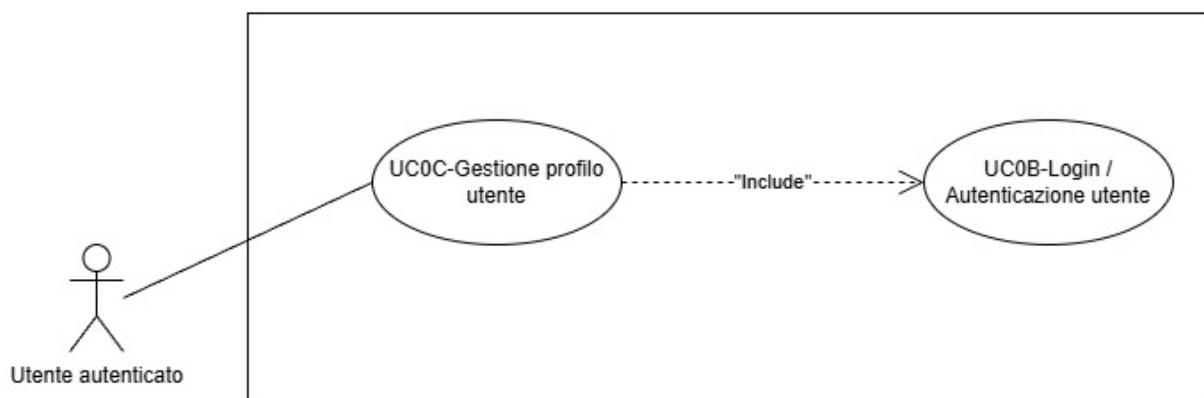 UC0C-Gestione profilo
utente
"Include"
UC0B-Login /
Autenticazione utente
Utente autenticato